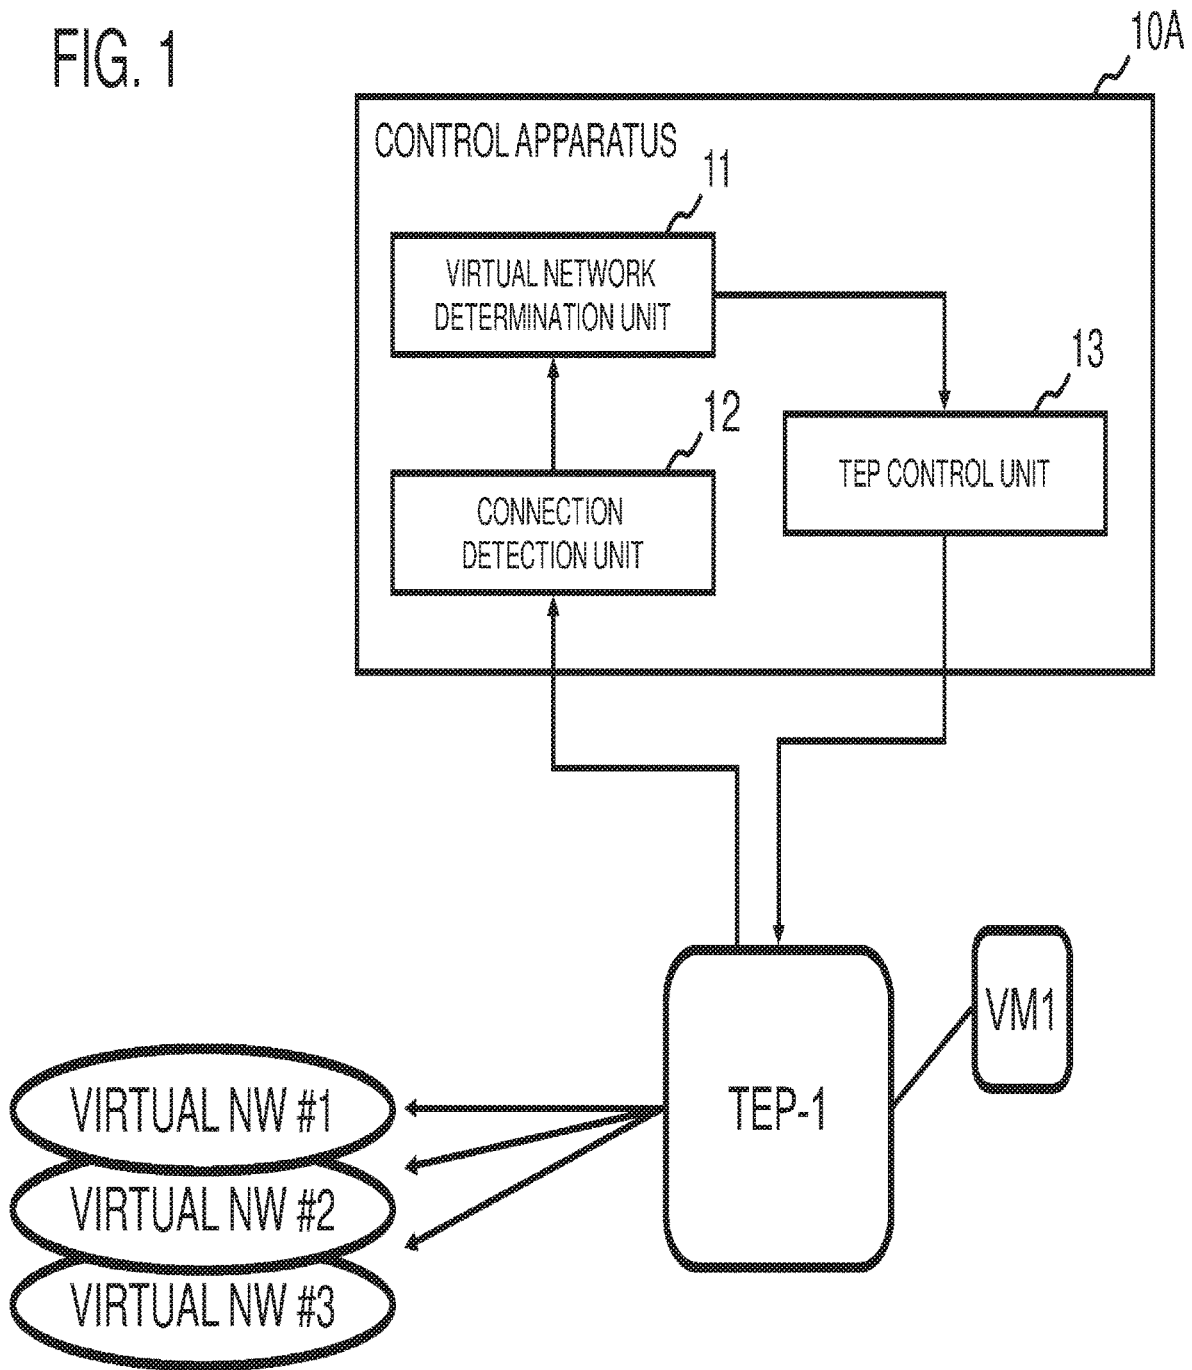 FIG. 1
10A
CONTROL APPARATUS
11
VIRTUAL NETWORK
DETERMINATION UNIT
13
12
TEP CONTROL UNIT
CONNECTION
DETECTION UNIT
VM1
TEP-1
VIRTUAL NW #1
VIRTUAL NW #2
VIRTUAL NW #3